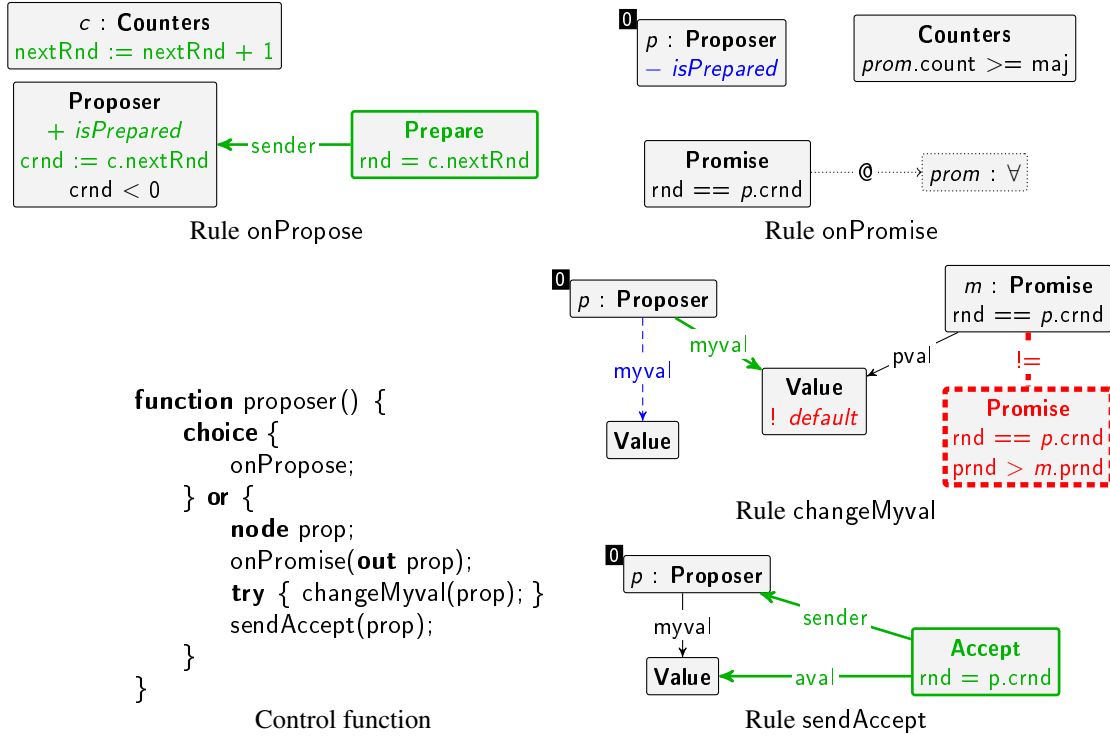 c : Counters
nextRnd := nextRnd + 1
Proposer
+ isPrepared
crnd := c.nextRnd
crnd < 0
sender
Prepare
rnd = c.nextRnd
Rule onPropose
0
p : Proposer
− isPrepared
Counters
prom.count >= maj
Promise
rnd == p.crnd
@
prom : ∀
Rule onPromise
0
p : Proposer
m : Promise
rnd == p.crnd
myval
myval
pval
!=
Value
Value
! default
Promise
rnd == p.crnd
prnd > m.prnd
Rule changeMyval
function proposer() {
choice {
onPropose;
} or {
node prop;
onPromise(out prop);
try { changeMyval(prop); }
sendAccept(prop);
}
}
Control function
0
p : Proposer
myval
sender
Value
aval
Accept
rnd = p.crnd
Rule sendAccept